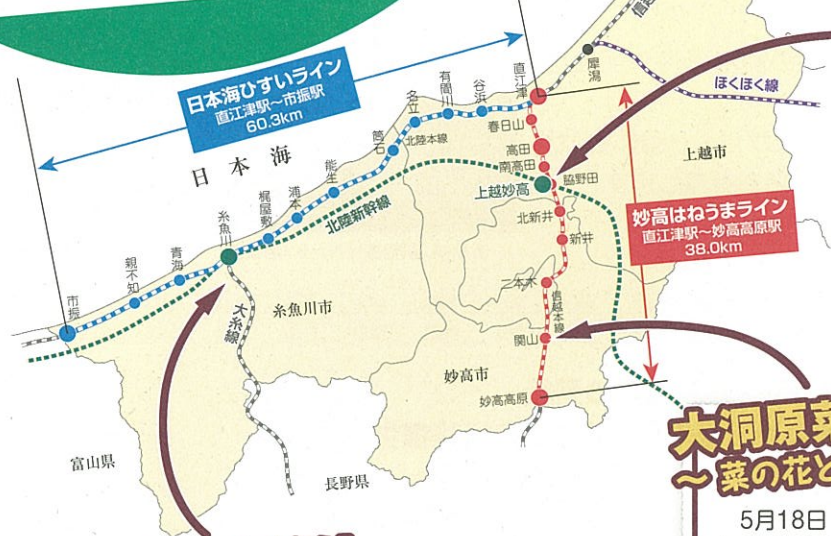 日本海ひすいライン
直江津駅〜市振駅
60.3km
日本海
市振
親不知
青海
糸魚川
梶屋敷
浦本
能生
筒石
名立
有間川
谷浜
直江津
北陸本線
北陸新幹線
犀潟
ほくほく線
春日山
高田
南高田
脇野田
上越妙高
北新井
新井
二本木
信越本線
関山
妙高高原
上越市
妙高はねうまライン
直江津駅〜妙高高原駅
38.0km
大糸線
糸魚川市
妙高市
富山県
長野県
大洞原菜
〜菜の花と
5月18日